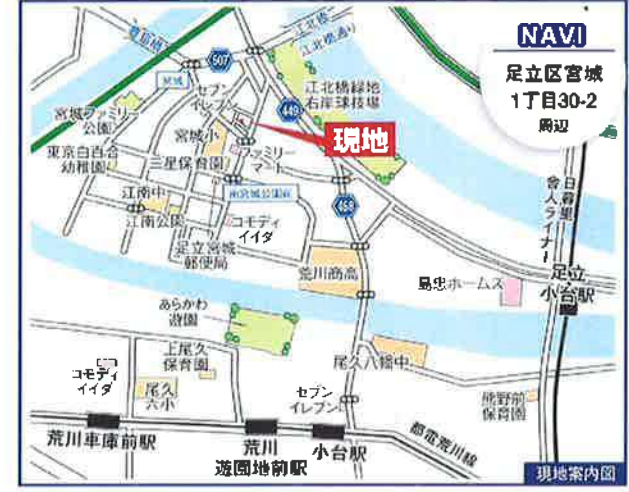 NAVI
足立区宮城
1丁目30-2
周辺
豊島橋
江北橋
江北橋通り
507
宮城
セブン
イレブン
449
江北橋緑地
右岸球技場
宮城ファミリー
公園
宮城小
現地
東京白百合
幼稚園
三星保育園
ファミリー
マート
日暮里
舎人ライナー
江南中
南宮城公園前
468
江南公園
コモディ
イイダ
足立宮城
郵便局
荒川商高
島忠ホームズ
足立
小台駅
あらかわ
遊園
上尾久
保育園
尾久八幡中
コモディ
イイダ
尾久
六小
セブン
イレブン
熊野前
保育園
荒川車庫前駅
荒川
遊園地前駅
小台駅
都電荒川線
現地案内図